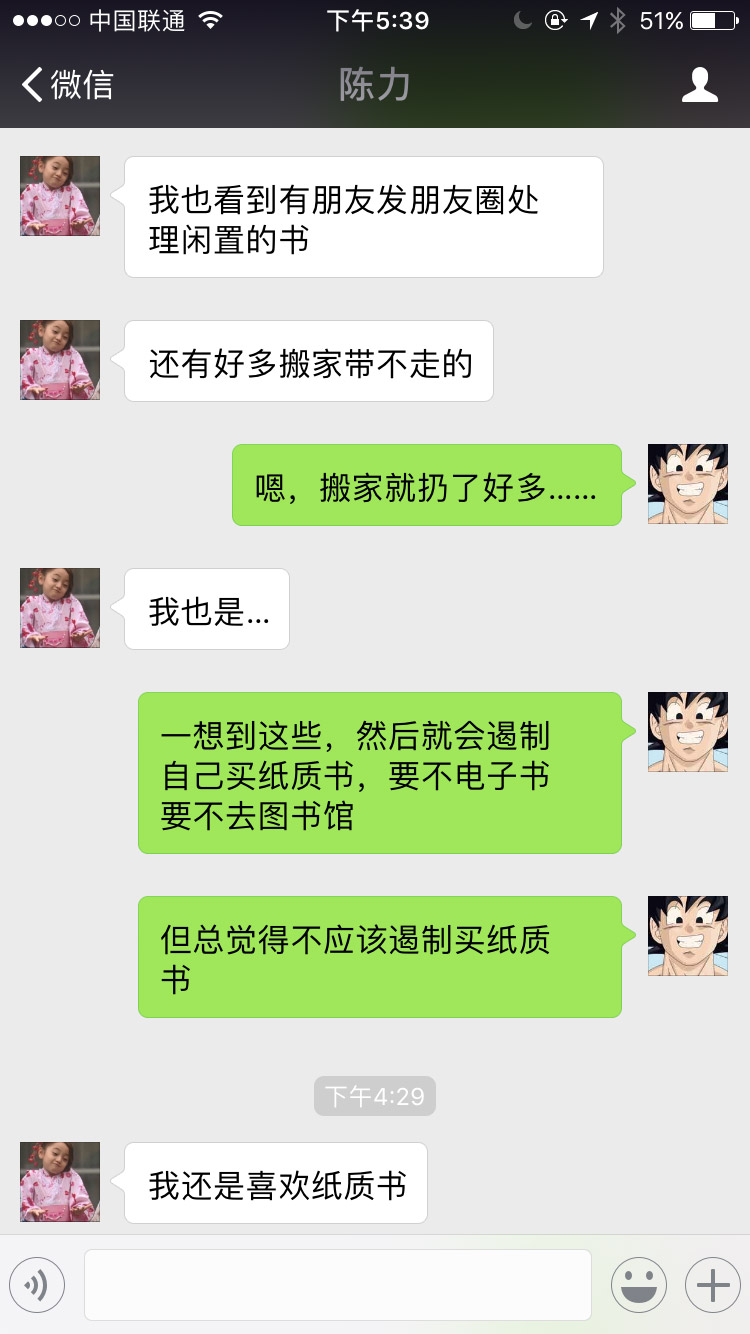 中国联通 下午5:39 51%
微信 陈力
我也看到有朋友发朋友圈处
理闲置的书
还有好多搬家带不走的
嗯，搬家就扔了好多……
我也是...
一想到这些，然后就会遏制
自己买纸质书，要不电子书
要不去图书馆
但总觉得不应该遏制买纸质
书
下午4:29
我还是喜欢纸质书